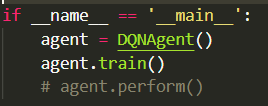 if __name__ == '__main__':
    agent = DQNAgent()
    agent.train()
    # agent.perform()